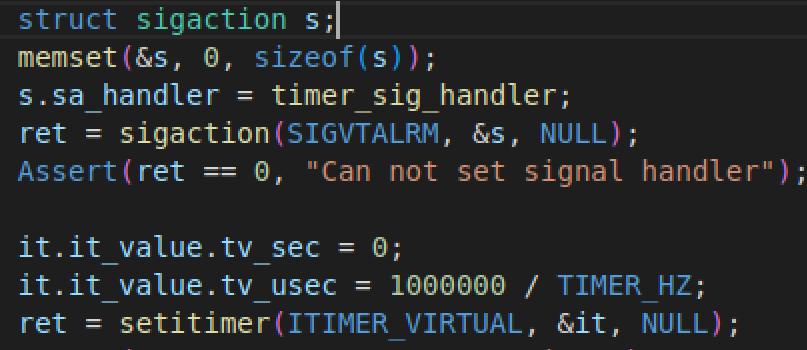 struct sigaction s;
memset(&s, 0, sizeof(s));
s.sa_handler = timer_sig_handler;
ret = sigaction(SIGVTALRM, &s, NULL);
Assert(ret == 0, "Can not set signal handler");
it.it_value.tv_sec = 0;
it.it_value.tv_usec = 1000000 / TIMER_HZ;
ret = setitimer(ITIMER_VIRTUAL, &it, NULL);